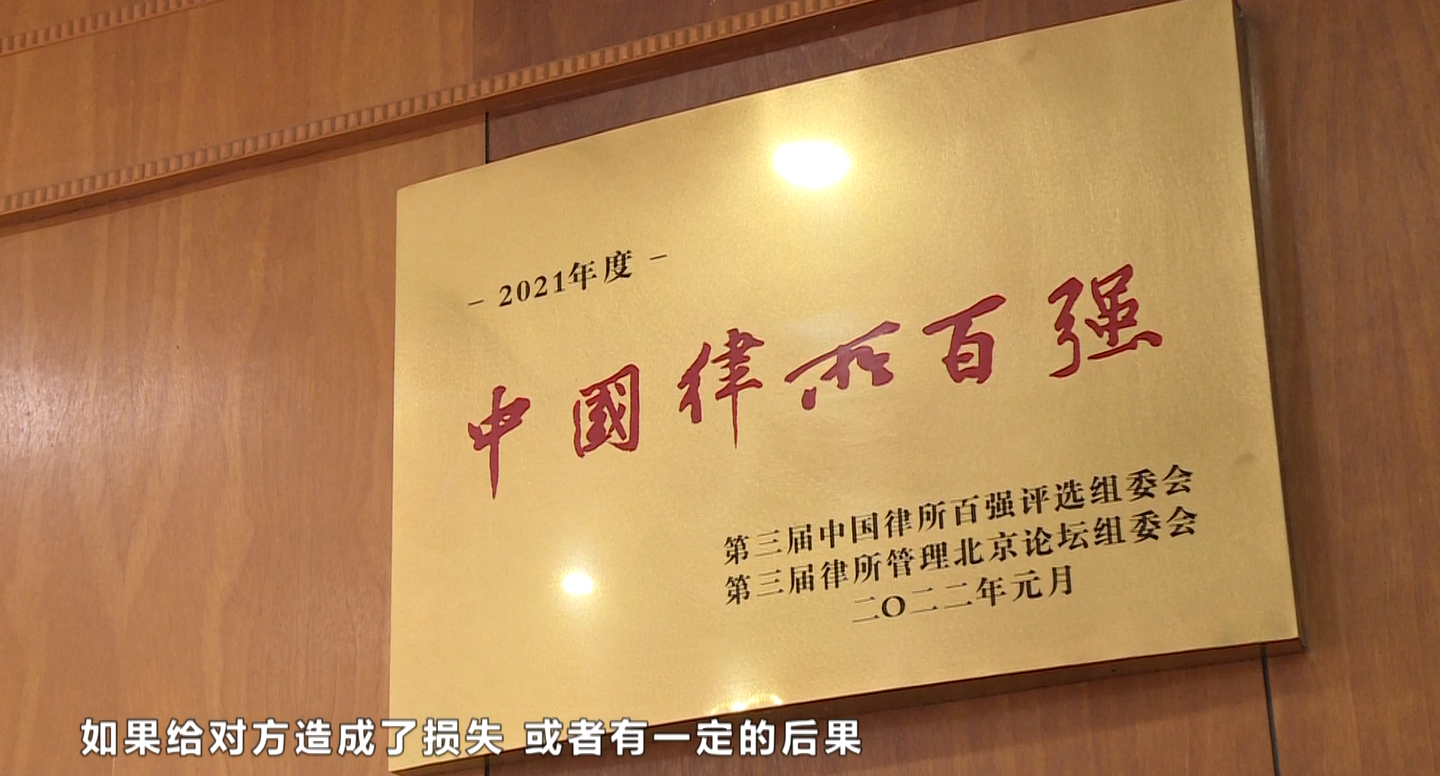 – 2021年度 –
中國律所百强
第三届中国律所百强评选组委会
第三届律所管理北京论坛组委会
二〇二二年元月
如果给对方造成了损失 或者有一定的后果